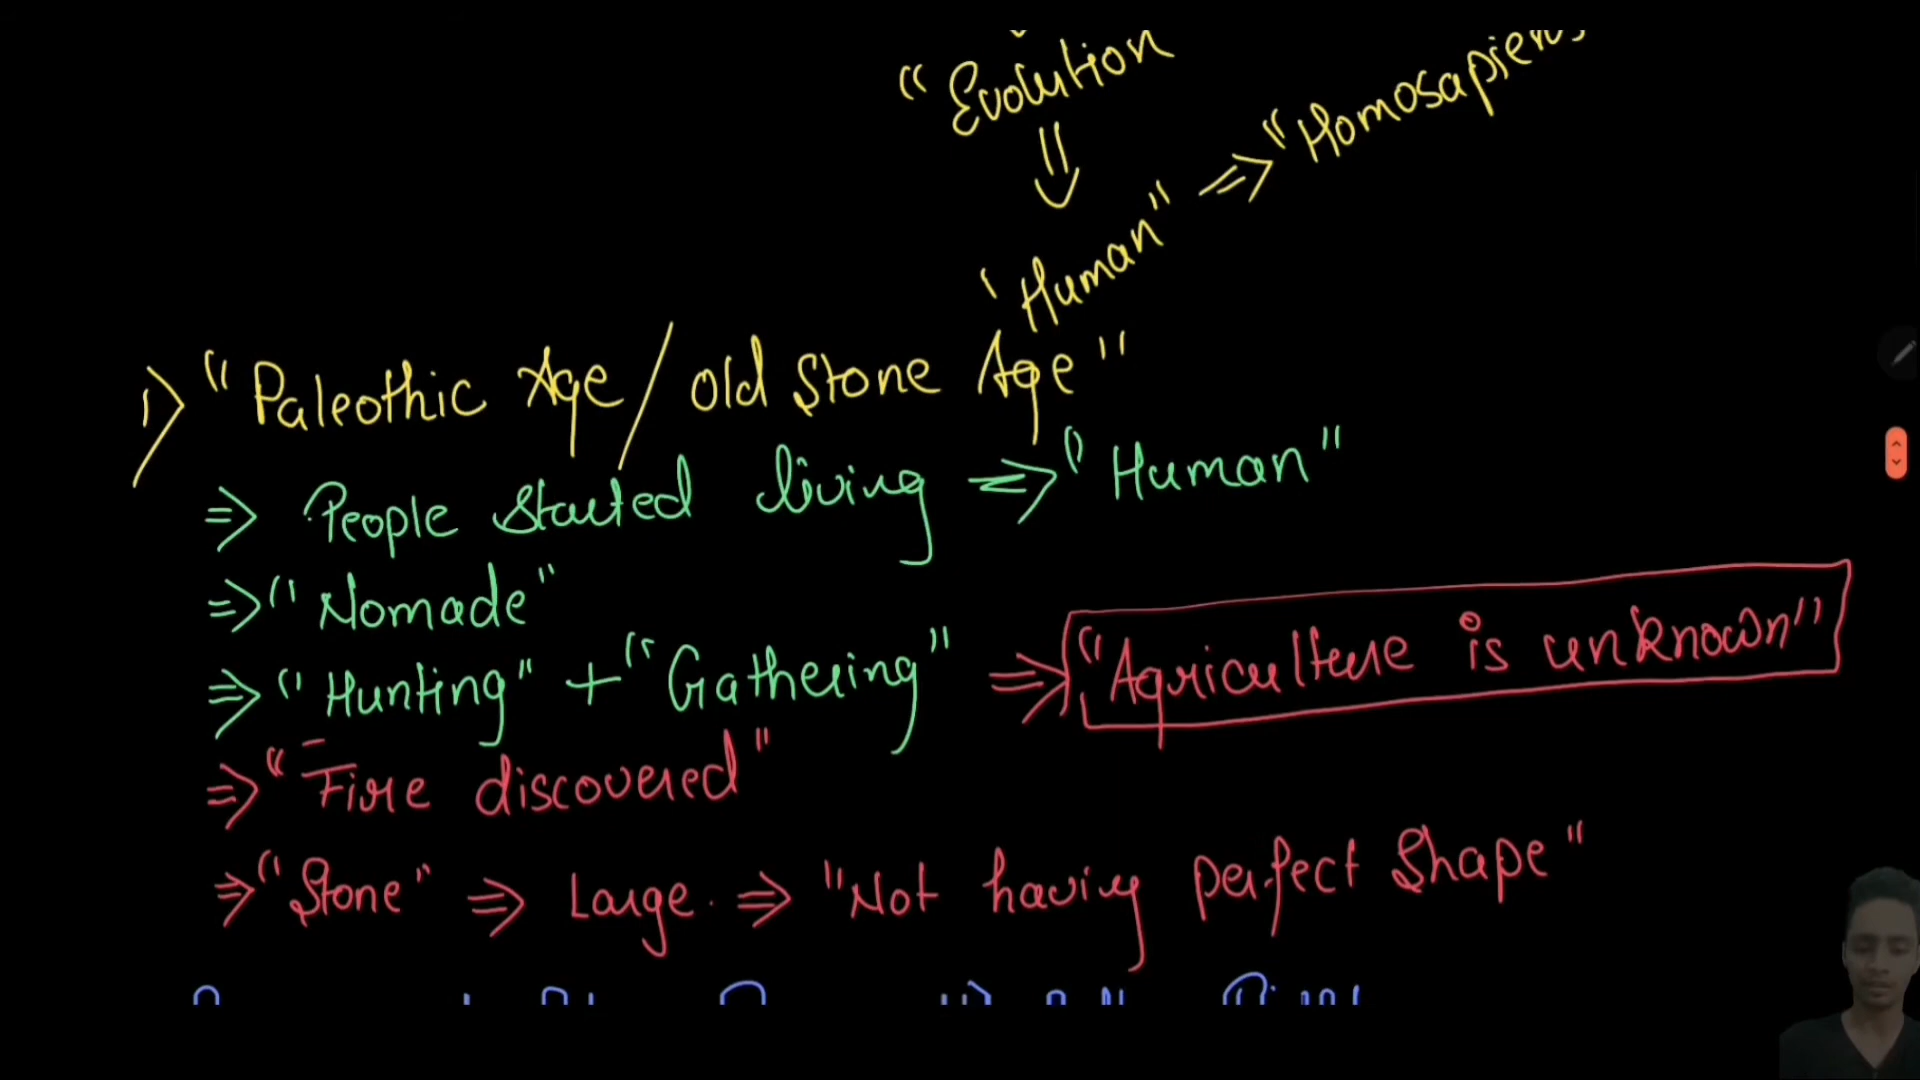 "Evolution
⇓
'Human" ⇒ "Homosapiens
1) "Paleothic Age / Old Stone Age"
⇒ People Started living ⇒ "Human"
⇒ "Nomade"
⇒ "Hunting" + "Gathering" ⇒ "Agriculture is unknown"
⇒ "Fire discovered"
⇒ "Stone" ⇒ Large. ⇒ "Not having perfect Shape"